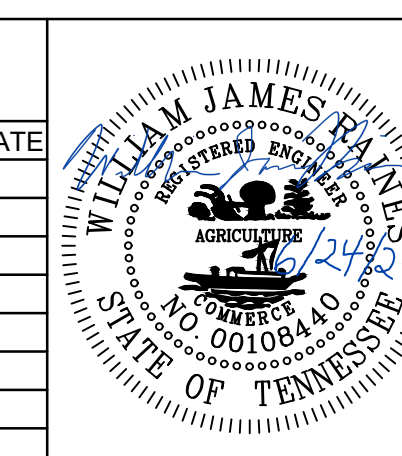 ATE
WILLIAM JAMES RAINES
REGISTERED ENGINEER
AGRICULTURE
6/24/2
COMMERCE
NO. 00108440
STATE OF TENNESSEE